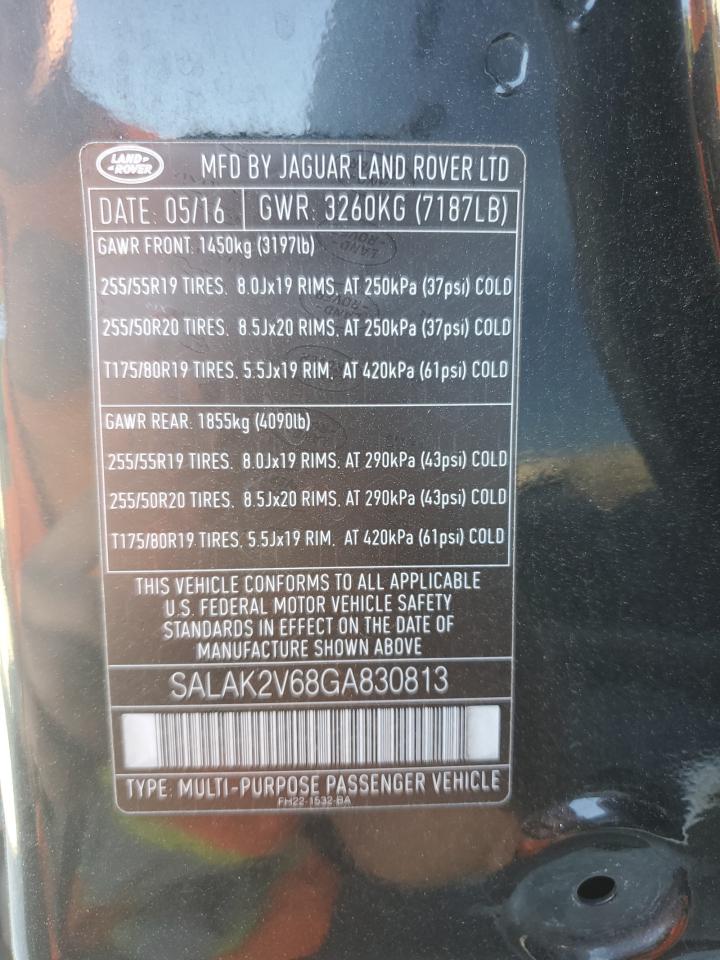 LAND ROVER
MFD BY JAGUAR LAND ROVER LTD
DATE: 05/16 GWR: 3260KG (7187LB)
GAWR FRONT: 1450kg (3197lb)
255/55R19 TIRES. 8.0Jx19 RIMS, AT 250kPa (37psi) COLD
255/50R20 TIRES. 8.5Jx20 RIMS, AT 250kPa (37psi) COLD
T175/80R19 TIRES. 5.5Jx19 RIM, AT 420kPa (61psi) COLD
GAWR REAR: 1855kg (4090lb)
255/55R19 TIRES. 8.0Jx19 RIMS, AT 290kPa (43psi) COLD
255/50R20 TIRES. 8.5Jx20 RIMS, AT 290kPa (43psi) COLD
T175/80R19 TIRES. 5.5Jx19 RIM, AT 420kPa (61psi) COLD
THIS VEHICLE CONFORMS TO ALL APPLICABLE
U.S. FEDERAL MOTOR VEHICLE SAFETY
STANDARDS IN EFFECT ON THE DATE OF
MANUFACTURE SHOWN ABOVE
SALAK2V68GA830813
TYPE: MULTI-PURPOSE PASSENGER VEHICLE
FH22-1532-BA